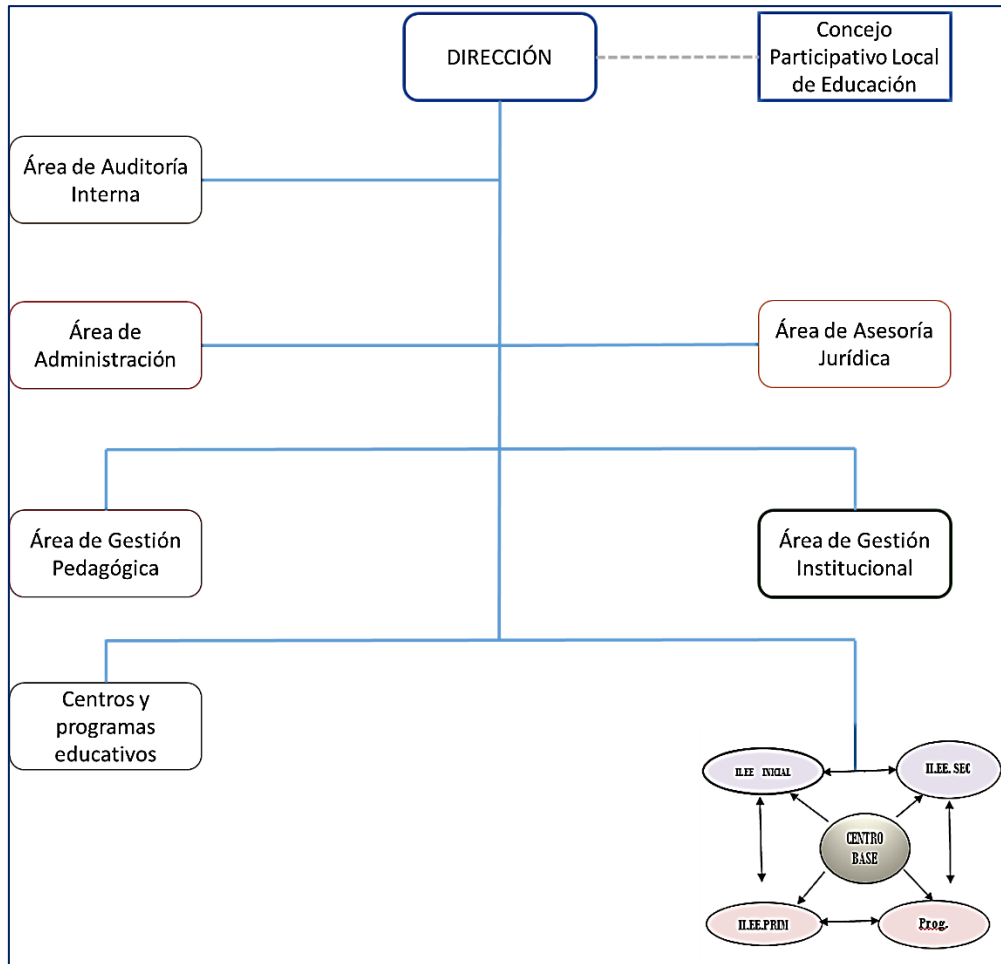 DIRECCIÓN
Concejo
Participativo Local
de Educación
Área de Auditoría
Interna
Área de
Administración
Área de Asesoría
Jurídica
Área de Gestión
Pedagógica
Área de Gestión
Institucional
Centros y
programas
educativos
II.EE INICIAL
II.EE. SEC
CENTRO
BASE
II.EE.PRIM
Prog.